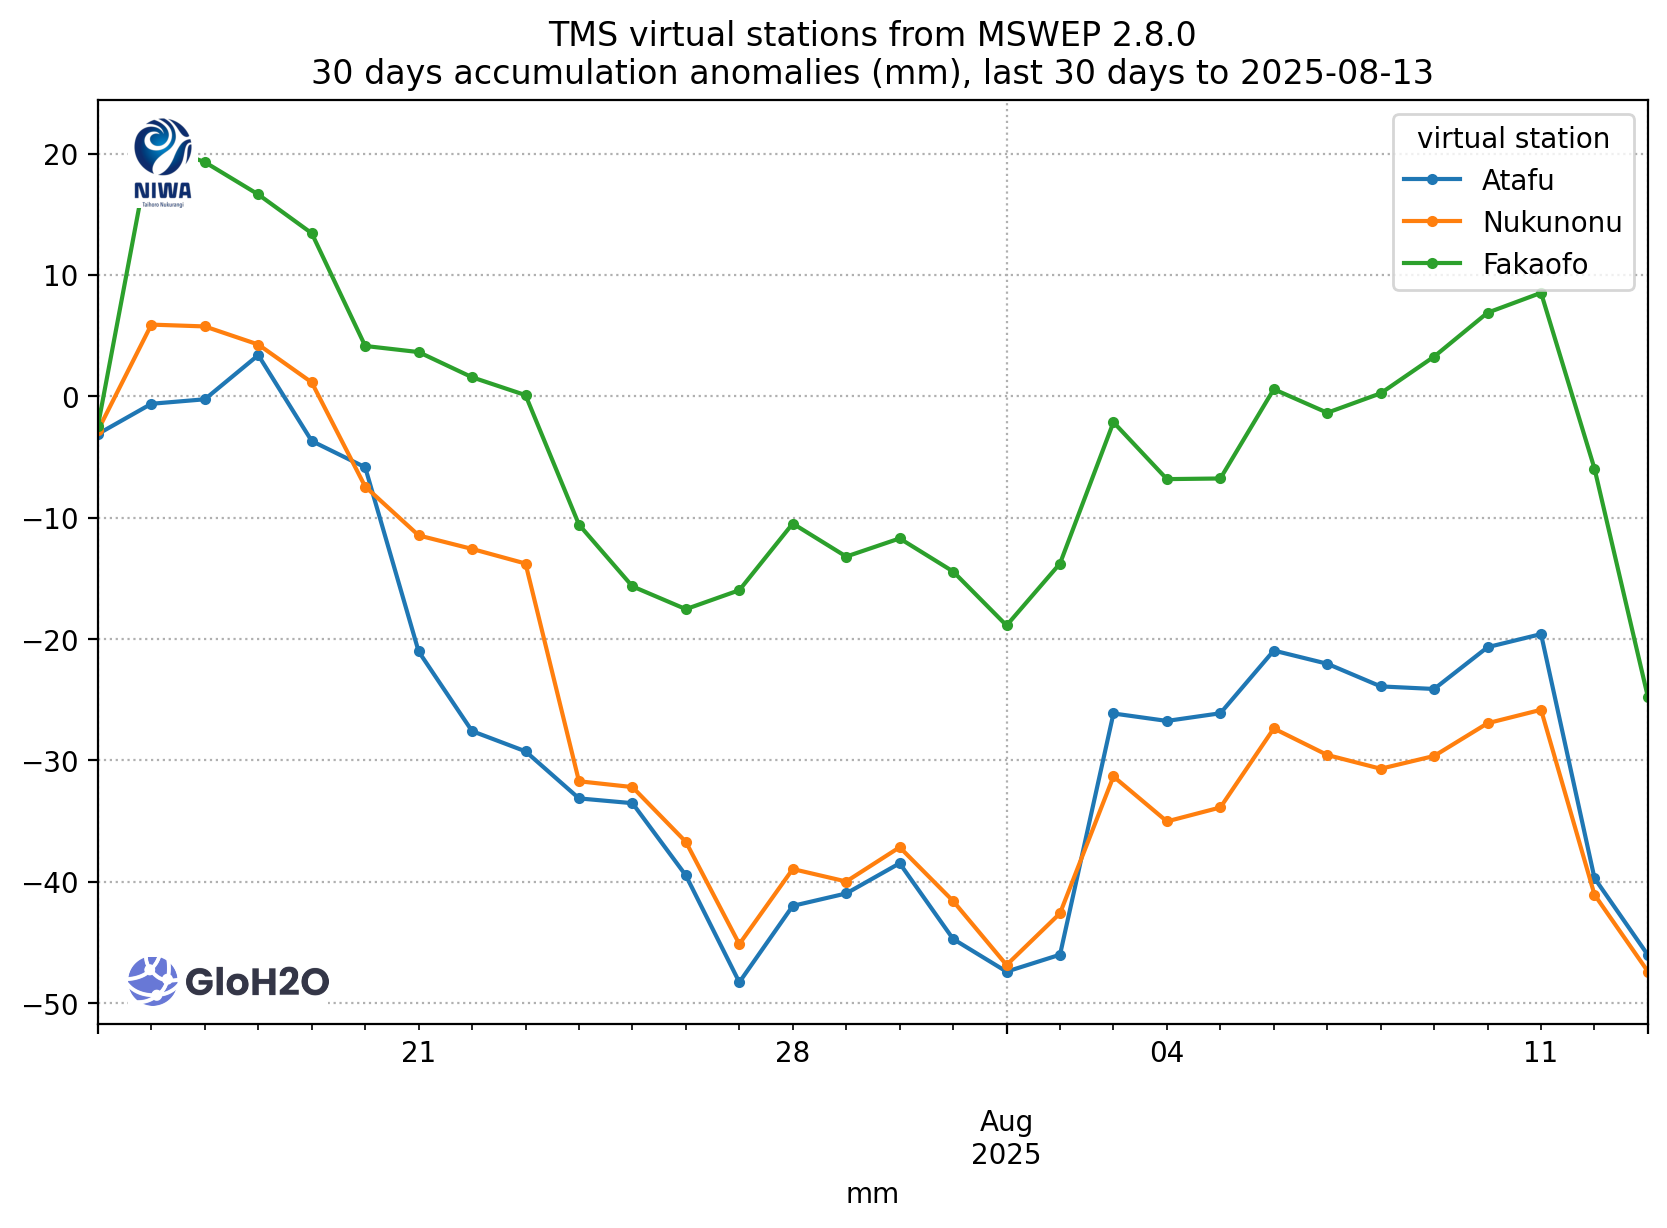 TMS virtual stations from MSWEP 2.8.0
30 days accumulation anomalies (mm), last 30 days to 2025-08-13
NIWA
Taihoro Nukurangi
virtual station
Atafu
Nukunonu
Fakaofo
20
10
0
−10
−20
−30
−40
−50
GloH2O
21
28
04
11
Aug
2025
mm